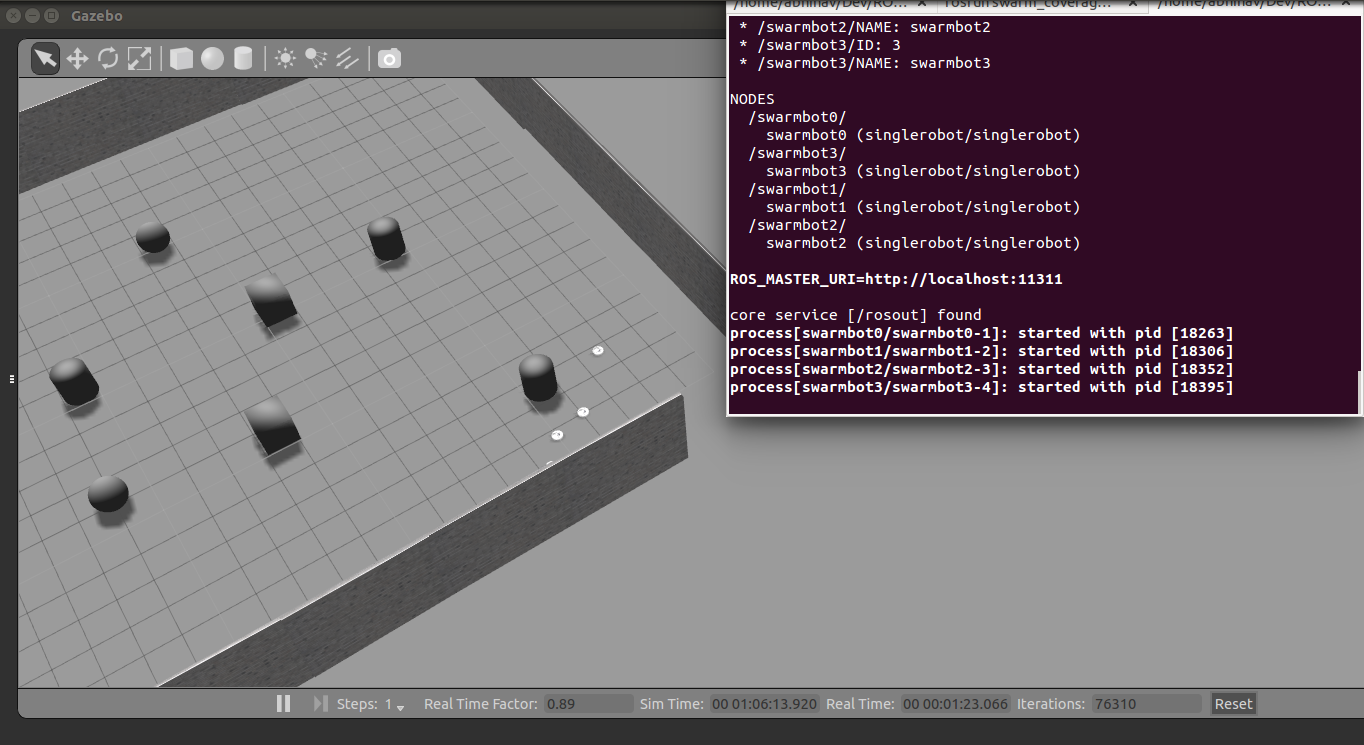 Gazebo
/home/abhinav/Dev/RO... ×
rosrun swarm_coverag... ×
/home/abhinav/Dev/RO... ×
* /swarmbot2/NAME: swarmbot2
* /swarmbot3/ID: 3
* /swarmbot3/NAME: swarmbot3
NODES
/swarmbot0/
swarmbot0 (singlerobot/singlerobot)
/swarmbot3/
swarmbot3 (singlerobot/singlerobot)
/swarmbot1/
swarmbot1 (singlerobot/singlerobot)
/swarmbot2/
swarmbot2 (singlerobot/singlerobot)
ROS_MASTER_URI=http://localhost:11311
core service [/rosout] found
process[swarmbot0/swarmbot0-1]: started with pid [18263]
process[swarmbot1/swarmbot1-2]: started with pid [18306]
process[swarmbot2/swarmbot2-3]: started with pid [18352]
process[swarmbot3/swarmbot3-4]: started with pid [18395]
Steps: 1 Real Time Factor: 0.89 Sim Time: 00 01:06:13.920 Real Time: 00 00:01:23.066 Iterations: 76310 Reset